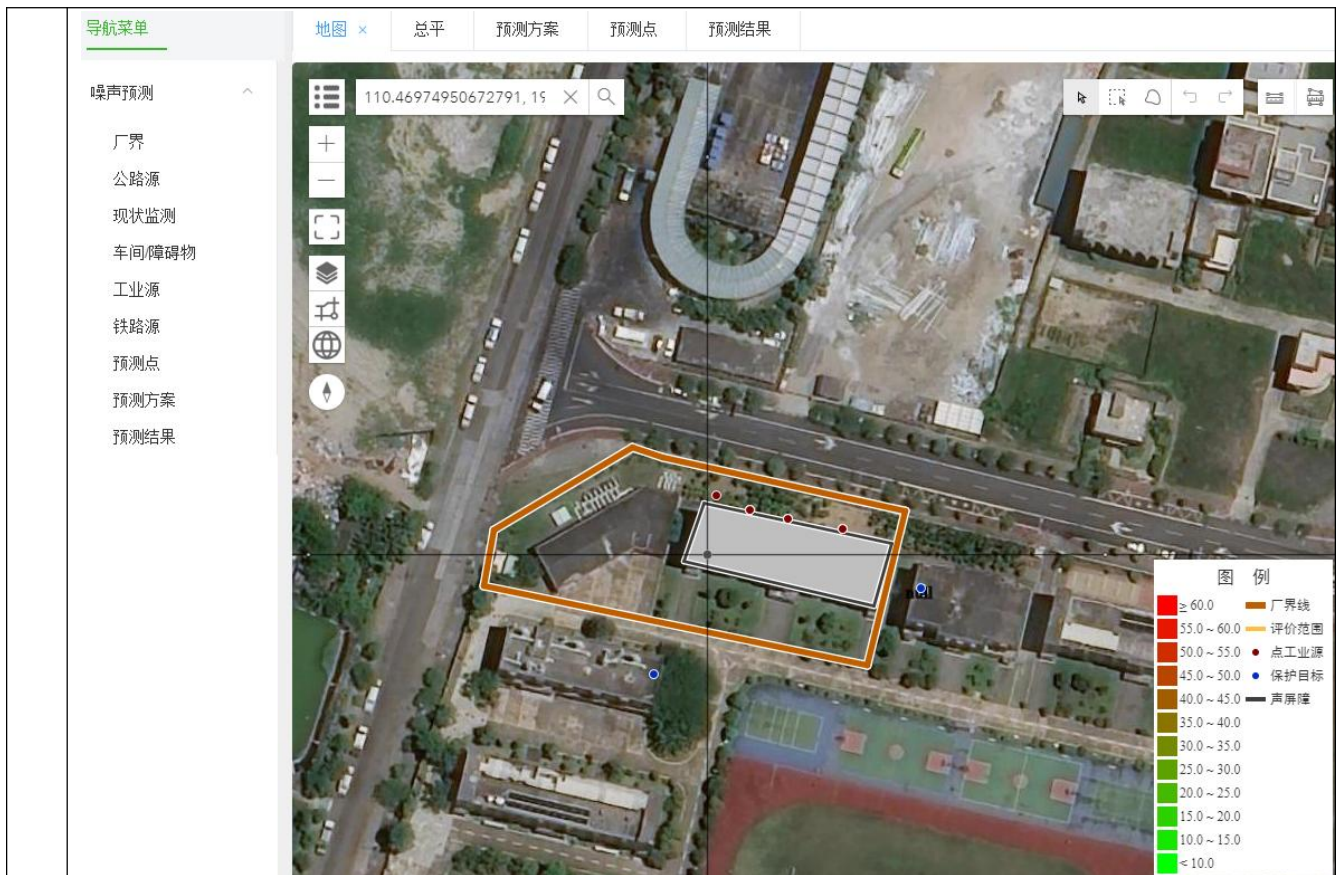 导航菜单
地图 × 总平 预测方案 预测点 预测结果
噪声预测
110.46974950672791, 19
厂界
公路源
现状监测
车间/障碍物
工业源
铁路源
预测点
预测方案
预测结果
null
图 例
≥ 60.0 厂界线
55.0 ~ 60.0 评价范围
50.0 ~ 55.0 点工业源
45.0 ~ 50.0 保护目标
40.0 ~ 45.0 声屏障
35.0 ~ 40.0
30.0 ~ 35.0
25.0 ~ 30.0
20.0 ~ 25.0
15.0 ~ 20.0
10.0 ~ 15.0
< 10.0